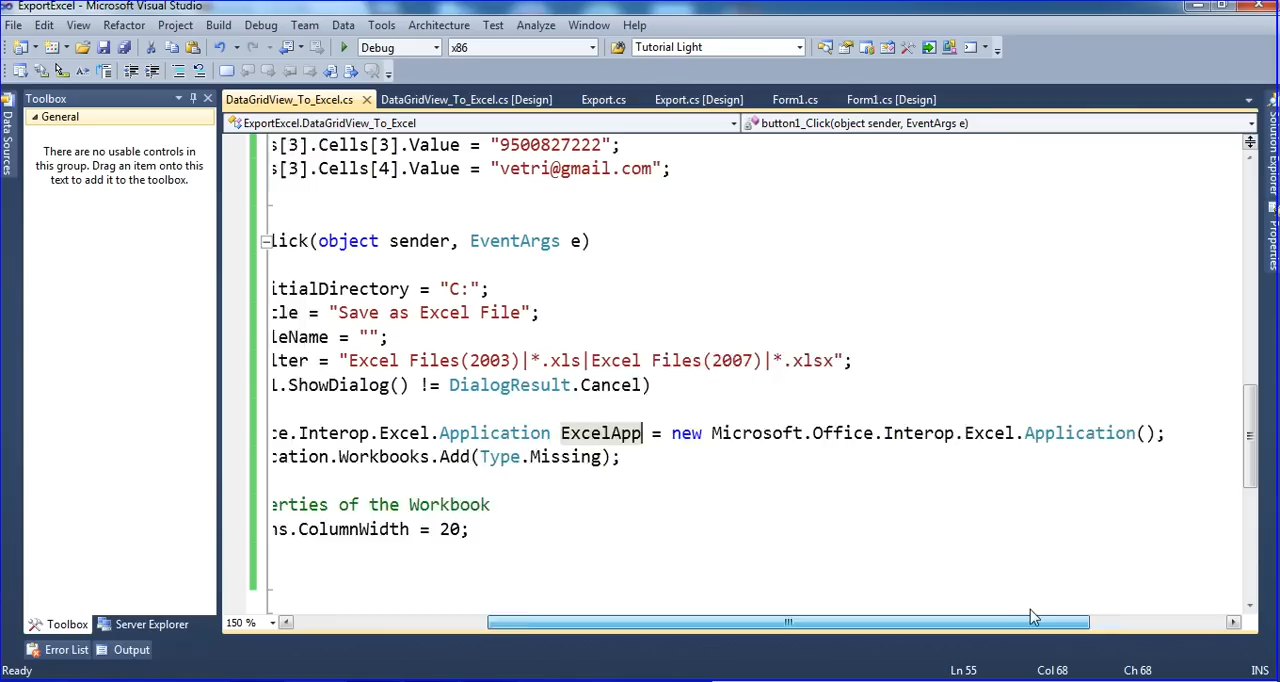 ExportExcel - Microsoft Visual Studio
File Edit View Refactor Project Build Debug Team Data Tools Architecture Test Analyze Window Help
Debug x86 Tutorial Light
Toolbox
General
There are no usable controls in
this group. Drag an item onto this
text to add it to the toolbox.
Data Sources
DataGridView_To_Excel.cs DataGridView_To_Excel.cs [Design] Export.cs Export.cs [Design] Form1.cs Form1.cs [Design]
ExportExcel.DataGridView_To_Excel button1_Click(object sender, EventArgs e)
s[3].Cells[3].Value = "9500827222";
s[3].Cells[4].Value = "vetri@gmail.com";
lick(object sender, EventArgs e)
itialDirectory = "C:";
tle = "Save as Excel File";
leName = "";
lter = "Excel Files(2003)|*.xls|Excel Files(2007)|*.xlsx";
1.ShowDialog() != DialogResult.Cancel)
ce.Interop.Excel.Application ExcelApp = new Microsoft.Office.Interop.Excel.Application();
cation.Workbooks.Add(Type.Missing);
erties of the Workbook
ns.ColumnWidth = 20;
Solution Explorer
Properties
150 %
Toolbox Server Explorer
Error List Output
Ready Ln 55 Col 68 Ch 68 INS